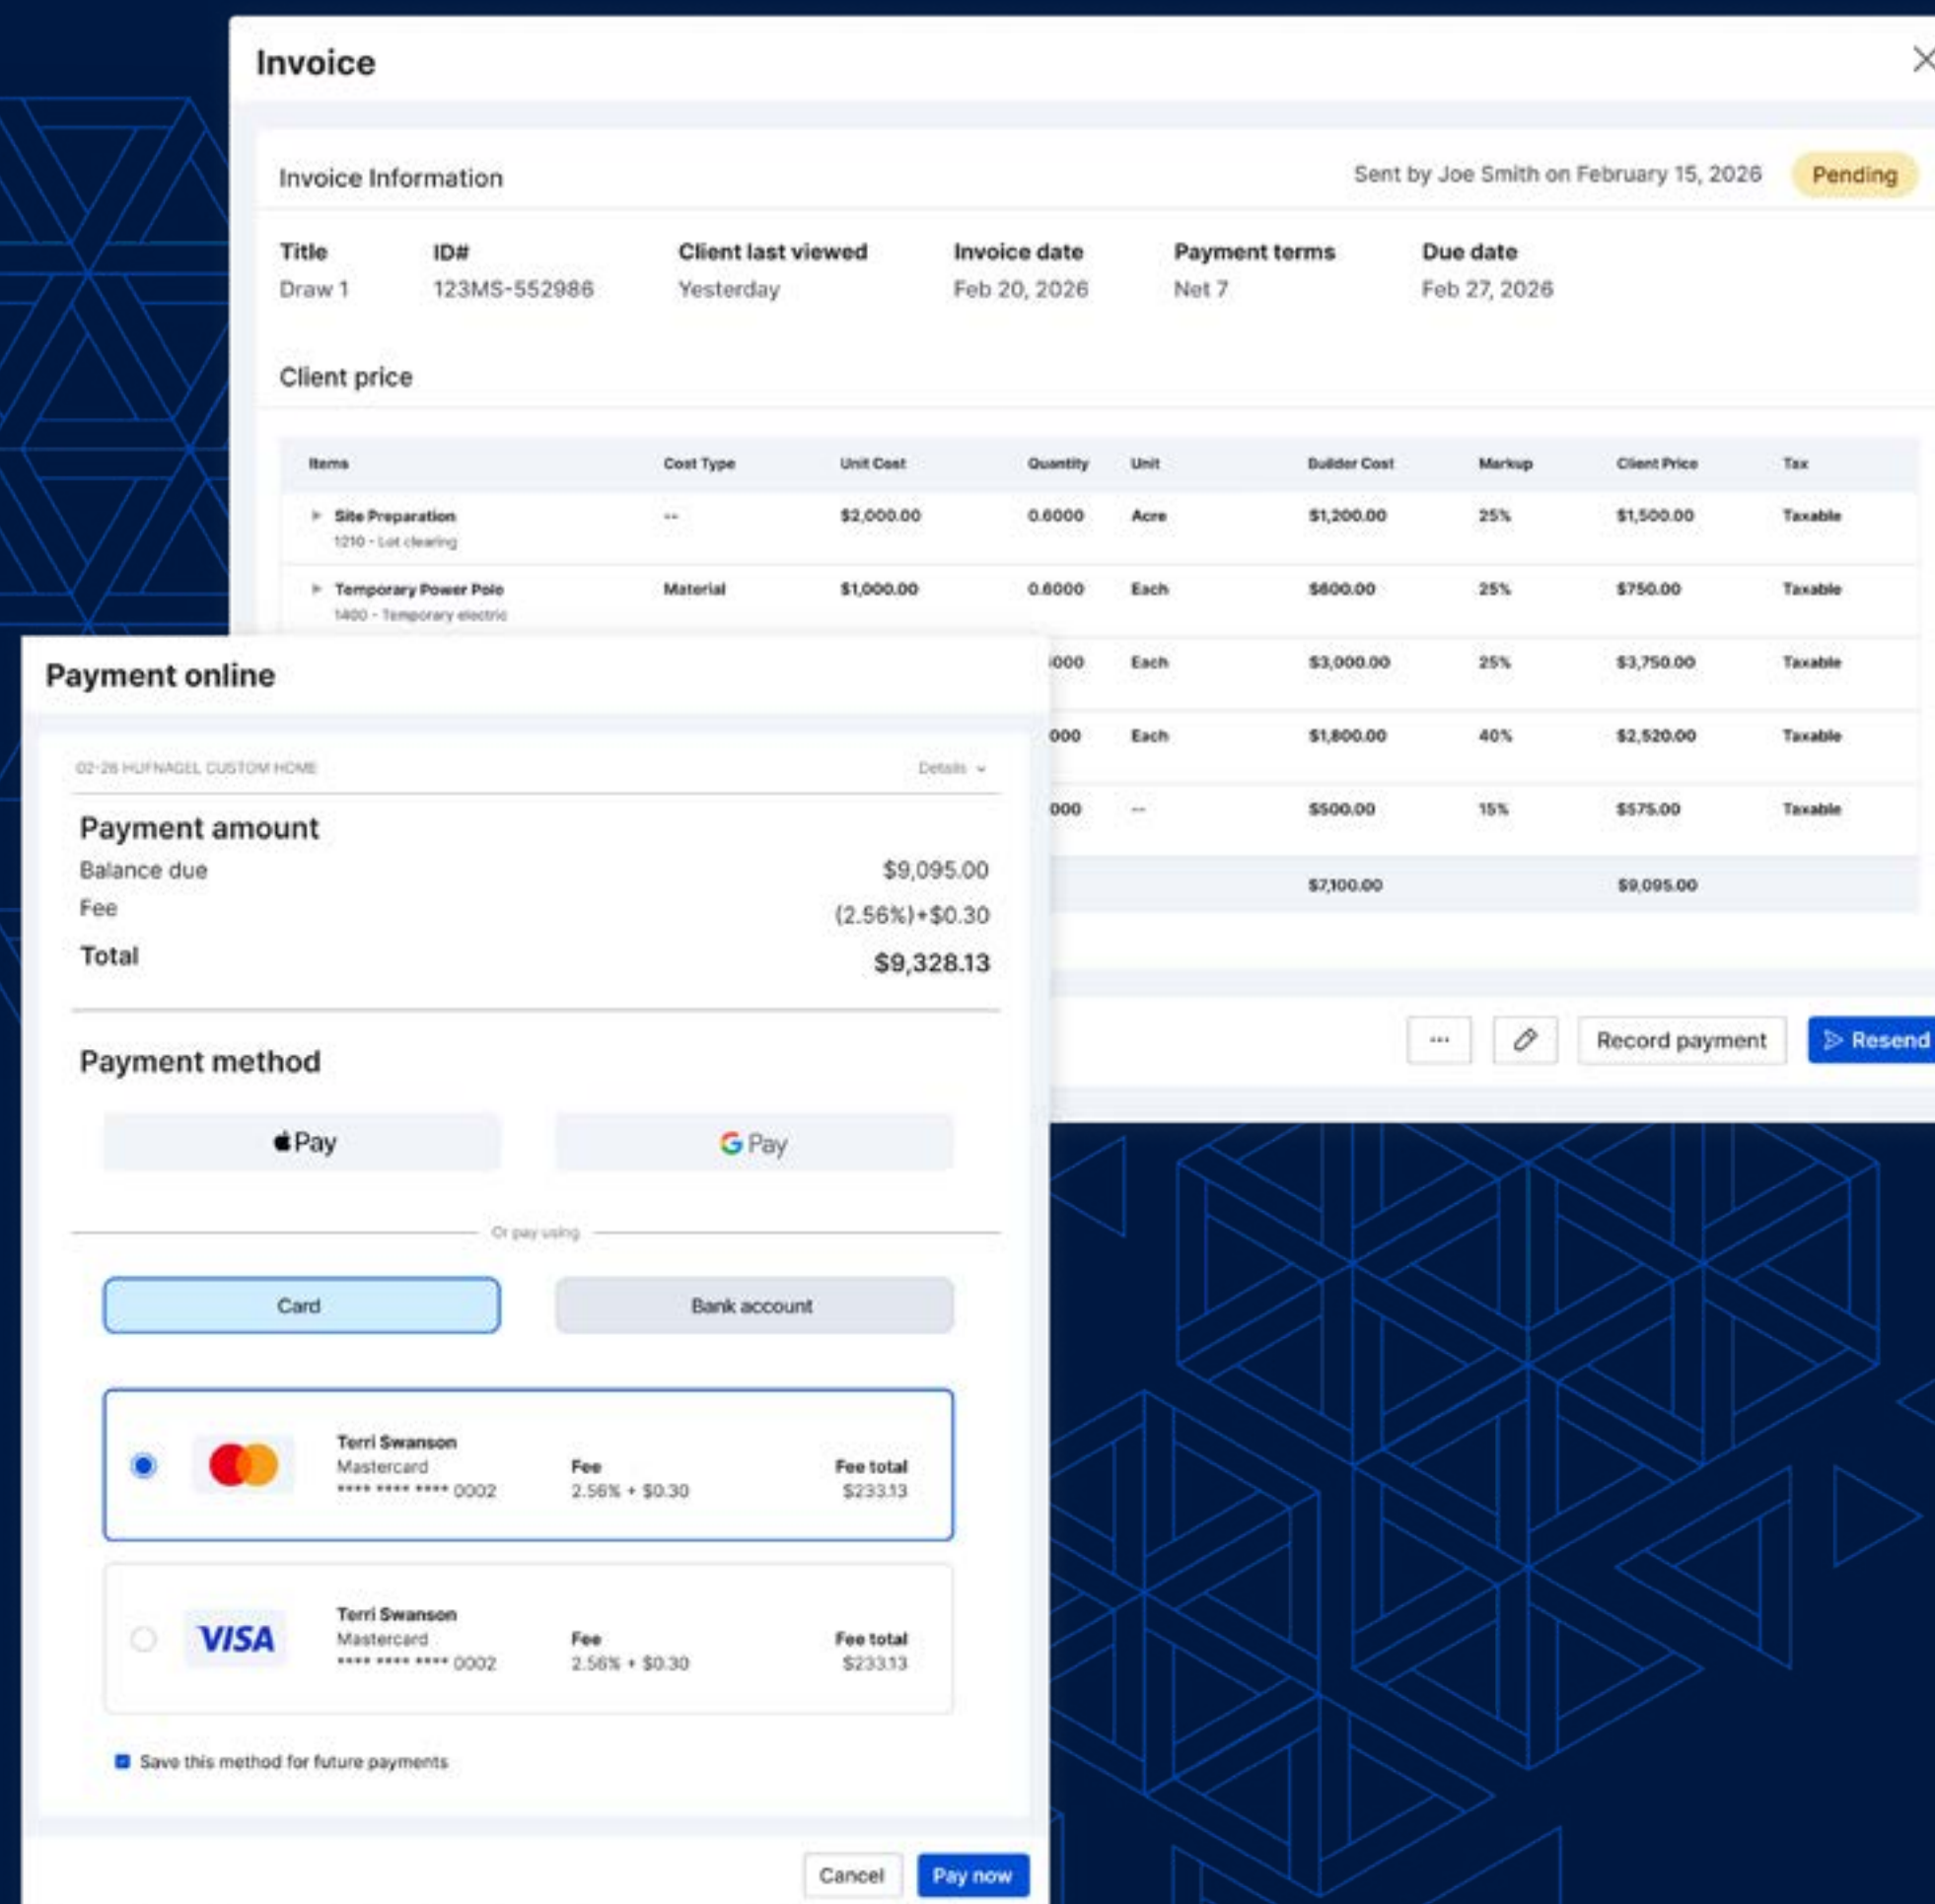 Invoice
Invoice Information Sent by Joe Smith on February 15, 2026 Pending
Title ID# Client last viewed Invoice date Payment terms Due date
Draw 1 123MS-552986 Yesterday Feb 20, 2026 Net 7 Feb 27, 2026
Client price
Items Cost Type Unit Cost Quantity Unit Builder Cost Markup Client Price Tax
Site Preparation -- $2,000.00 0.6000 Acre $1,200.00 25% $1,500.00 Taxable
1210 - Lot clearing
Temporary Power Pole Material $1,000.00 0.6000 Each $600.00 25% $750.00 Taxable
1400 - Temporary electric
000 Each $3,000.00 25% $3,750.00 Taxable
000 Each $1,800.00 40% $2,520.00 Taxable
000 -- $500.00 15% $575.00 Taxable
$7,100.00 $9,095.00
... Record payment Resend
Payment online
02-26 HUFNAGEL CUSTOM HOME Details
Payment amount
Balance due $9,095.00
Fee (2.56%)+$0.30
Total $9,328.13
Payment method
Pay G Pay
Or pay using
Card Bank account
Terri Swanson
Mastercard Fee Fee total
**** **** **** 0002 2.56% + $0.30 $233.13
VISA
Terri Swanson
Mastercard Fee Fee total
**** **** **** 0002 2.56% + $0.30 $233.13
Save this method for future payments
Cancel Pay now